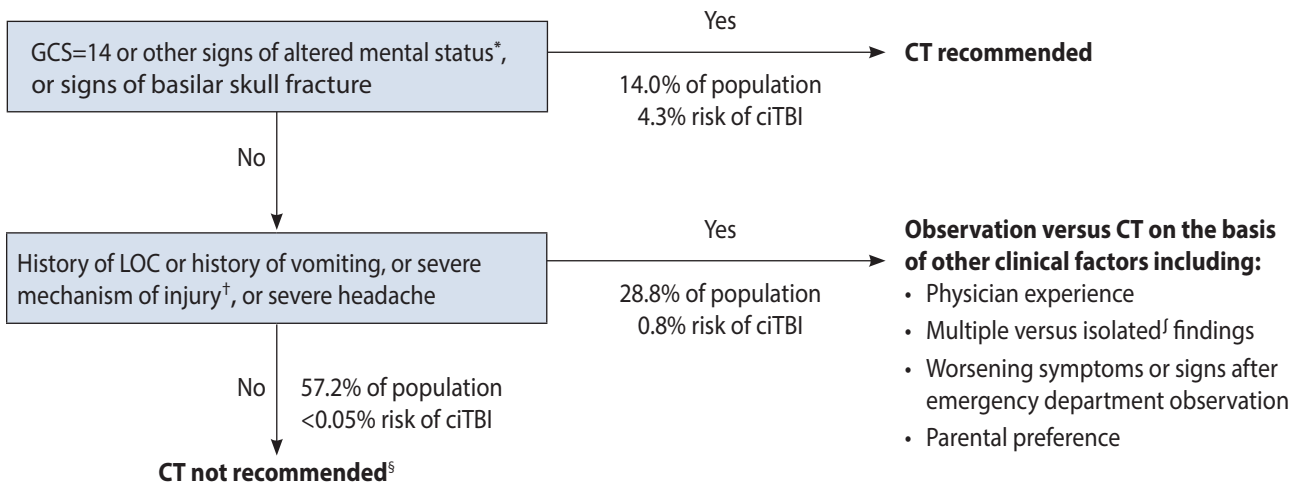 GCS=14 or other signs of altered mental status*,
or signs of basilar skull fracture
Yes
14.0% of population
4.3% risk of ciTBI
CT recommended
No
History of LOC or history of vomiting, or severe
mechanism of injury†, or severe headache
Yes
28.8% of population
0.8% risk of ciTBI
Observation versus CT on the basis
of other clinical factors including:
• Physician experience
• Multiple versus isolated⨜ findings
• Worsening symptoms or signs after
emergency department observation
• Parental preference
No
57.2% of population
<0.05% risk of ciTBI
CT not recommended§